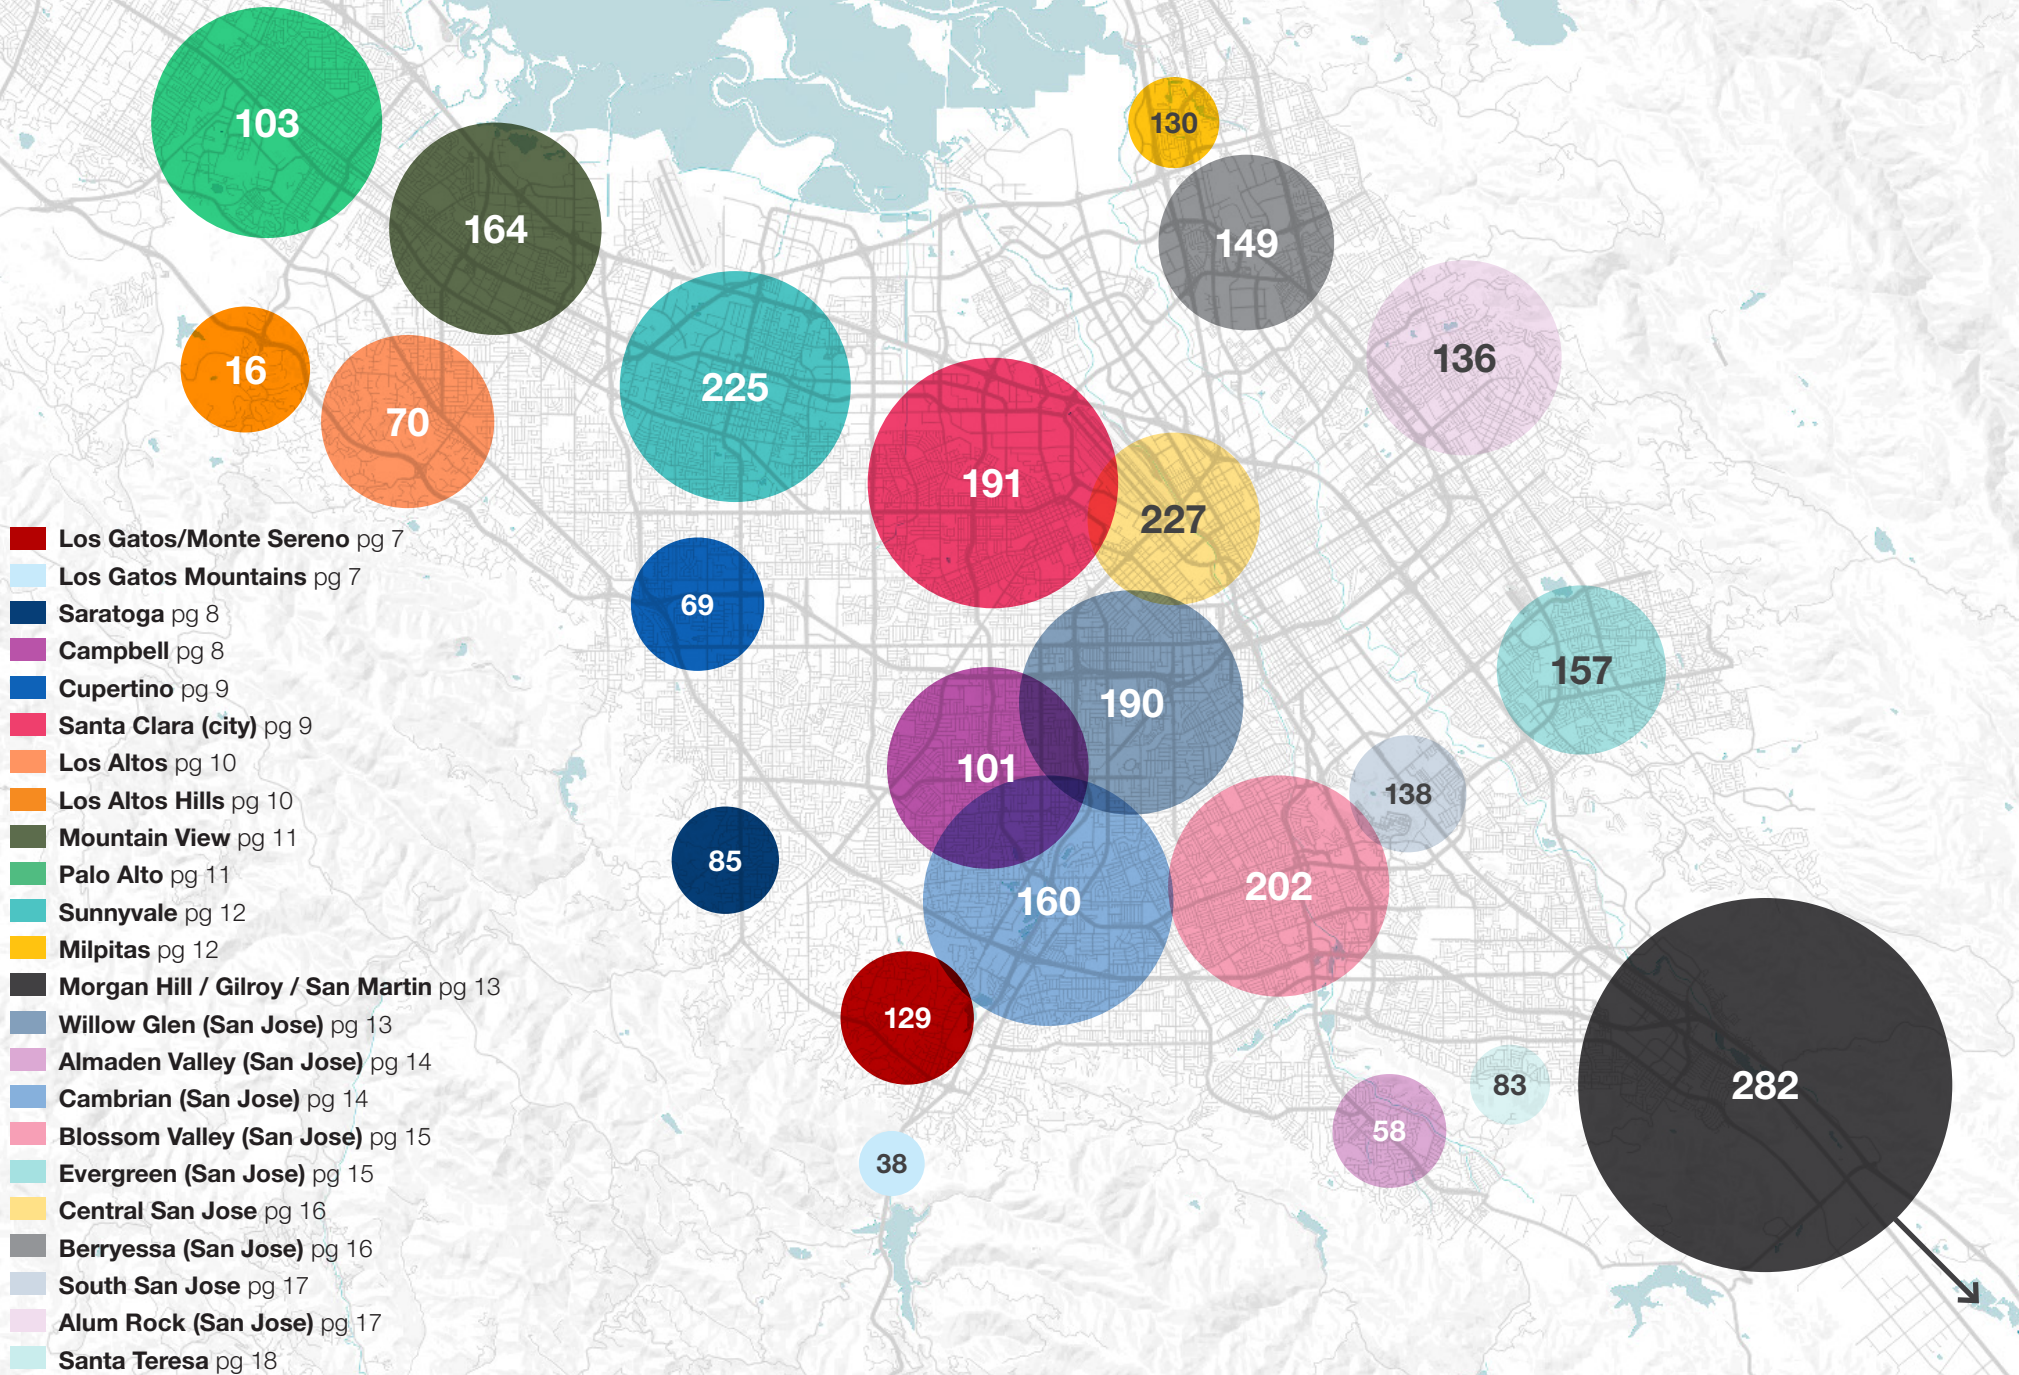 103
130
164
149
136
16
225
70
191
227
Los Gatos/Monte Sereno pg 7
Los Gatos Mountains pg 7
Saratoga pg 8
Campbell pg 8
Cupertino pg 9
Santa Clara (city) pg 9
Los Altos pg 10
Los Altos Hills pg 10
Mountain View pg 11
Palo Alto pg 11
Sunnyvale pg 12
Milpitas pg 12
Morgan Hill / Gilroy / San Martin pg 13
Willow Glen (San Jose) pg 13
Almaden Valley (San Jose) pg 14
Cambrian (San Jose) pg 14
Blossom Valley (San Jose) pg 15
Evergreen (San Jose) pg 15
Central San Jose pg 16
Berryessa (San Jose) pg 16
South San Jose pg 17
Alum Rock (San Jose) pg 17
Santa Teresa pg 18
69
157
190
101
138
85
202
160
129
83
282
58
38